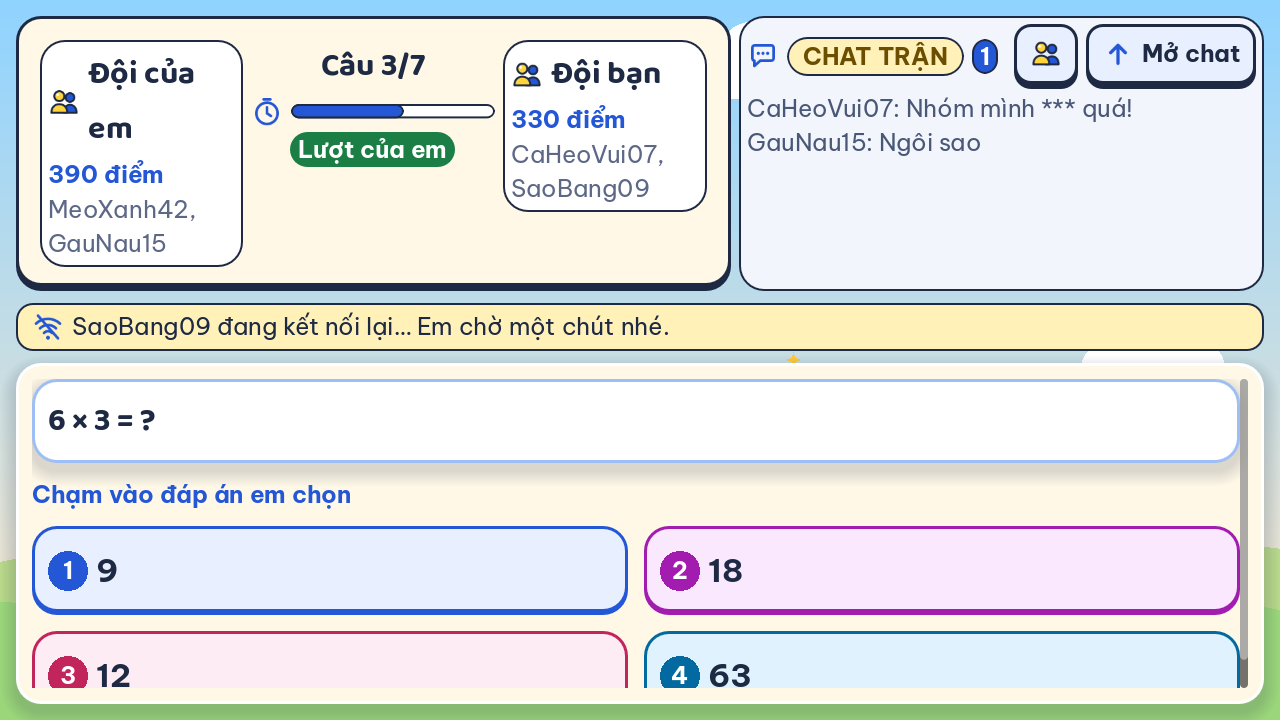 Đội của
em
390 điểm
MeoXanh42,
GauNau15
Câu 3/7
Lượt của em
Đội bạn
330 điểm
CaHeoVui07,
SaoBang09
CHAT TRẬN 1
Mở chat
CaHeoVui07: Nhóm mình *** quá!
GauNau15: Ngôi sao
SaoBang09 đang kết nối lại... Em chờ một chút nhé.
6 × 3 = ?
Chạm vào đáp án em chọn
1 9
2 18
3 12
4 63